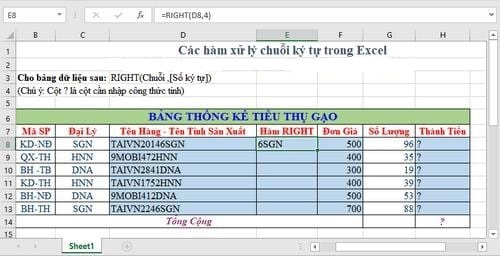 E8 =RIGHT(D8,4)
B C D E F G H
1 Các hàm xử lý chuỗi ký tự trong Excel
2
3 Cho bảng dữ liệu sau: RIGHT(Chuỗi ,[Số ký tự])
4 (Chú ý: Cột ? là cột cần nhập công thức tính)
5
6 BẢNG THỐNG KÊ TIÊU THỤ GẠO
7 Mã SP Đại Lý Tên Hàng - Tên Tỉnh Sản Xuất Hàm RIGHT Đơn Giá Số Lượng Thành Tiền
8 KD-NĐ SGN TAIVN20146SGN 6SGN 500 96 ?
9 QX-TH HNN 9MOBI472HNN 400 35 ?
10 BH -TB DNA TAIVN2841DNA 300 19 ?
11 KD-TH HNN TAIVN1752HNN 400 39 ?
12 BH-NĐ DNA 9MOBI412DNA 500 53 ?
13 BH-TH SGN TAIVN2246SGN 700 88 ?
14 Tổng Cộng ?
15
Sheet1